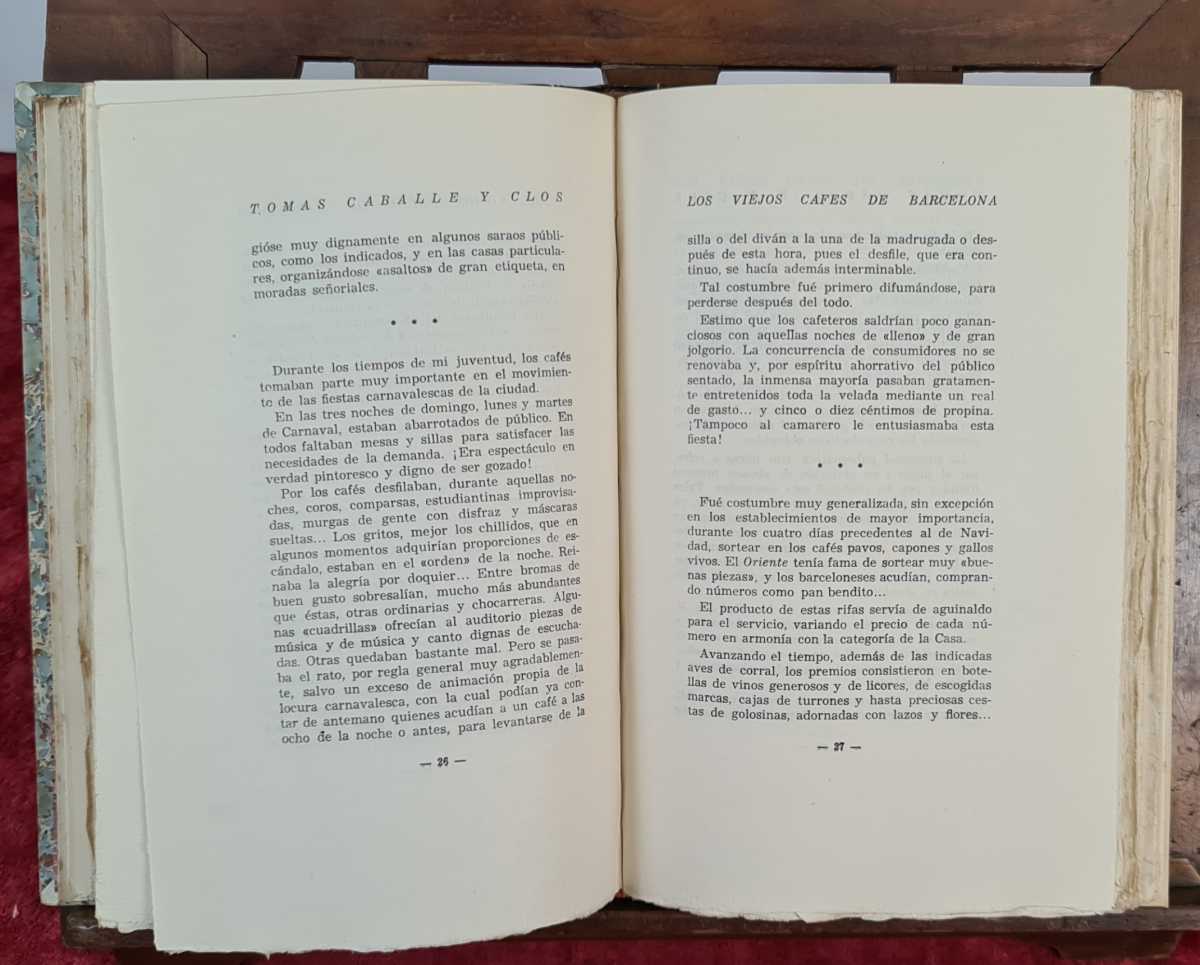 TOMAS CABALLE Y CLOS
gióse muy dignamente en algunos saraos públi-
cos, como los indicados, y en las casas particula-
res, organizándose «asaltos» de gran etiqueta, en
moradas señoriales.
• • •
Durante los tiempos de mi juventud, los cafés
tomaban parte muy importante en el movimien-
to de las fiestas carnavalescas de la ciudad.
En las tres noches de domingo, lunes y martes
de Carnaval, estaban abarrotados de público. En
todos faltaban mesas y sillas para satisfacer las
necesidades de la demanda. ¡Era espectáculo en
verdad pintoresco y digno de ser gozado!
Por los cafés desfilaban, durante aquellas no-
ches, coros, comparsas, estudiantinas improvisa-
das, murgas de gente con disfraz y máscaras
sueltas... Los gritos, mejor los chillidos, que en
algunos momentos adquirían proporciones de es-
cándalo, estaban en el «orden» de la noche. Rei-
naba la alegría por doquier... Entre bromas de
buen gusto sobresalían, mucho más abundantes
que éstas, otras ordinarias y chocarreras. Algu-
nas «cuadrillas» ofrecían al auditorio piezas de
música y de música y canto dignas de escucha-
das. Otras quedaban bastante mal. Pero se pasa-
ba el rato, por regla general muy agradablemen-
te, salvo un exceso de animación propia de la
locura carnavalesca, con la cual podían ya con-
tar de antemano quienes acudían a un café a las
ocho de la noche o antes, para levantarse de la
— 26 —
LOS VIEJOS CAFES DE BARCELONA
silla o del diván a la una de la madrugada o des-
pués de esta hora, pues el desfile, que era con-
tinuo, se hacía además interminable.
Tal costumbre fué primero difumándose, para
perderse después del todo.
Estimo que los cafeteros saldrían poco ganan-
ciosos con aquellas noches de «lleno» y de gran
jolgorio. La concurrencia de consumidores no se
renovaba y, por espíritu ahorrativo del público
sentado, la inmensa mayoría pasaban gratamen-
te entretenidos toda la velada mediante un real
de gasto... y cinco o diez céntimos de propina.
¡Tampoco al camarero le entusiasmaba esta
fiesta!
• • •
Fué costumbre muy generalizada, sin excepción
en los establecimientos de mayor importancia,
durante los cuatro días precedentes al de Navi-
dad, sortear en los cafés pavos, capones y gallos
vivos. El Oriente tenía fama de sortear muy «bue-
nas piezas», y los barceloneses acudían, compran-
do números como pan bendito...
El producto de estas rifas servía de aguinaldo
para el servicio, variando el precio de cada nú-
mero en armonía con la categoría de la Casa.
Avanzando el tiempo, además de las indicadas
aves de corral, los premios consistieron en bote-
llas de vinos generosos y de licores, de escogidas
marcas, cajas de turrones y hasta preciosas ces-
tas de golosinas, adornadas con lazos y flores...
— 27 —